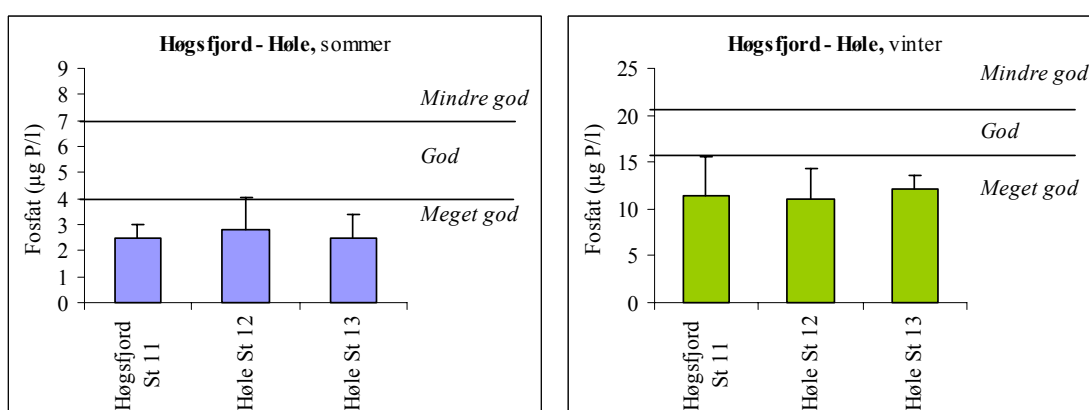 Høgsfjord - Høle, sommer
Fosfat (µg P/l)
9
8
7
6
5
4
3
2
1
0
Mindre god
God
Meget god
Høgsfjord
St 11
Høle St 12
Høle St 13
Høgsfjord - Høle, vinter
Fosfat (µg P/l)
25
20
15
10
5
0
Mindre god
God
Meget god
Høgsfjord
St 11
Høle St 12
Høle St 13